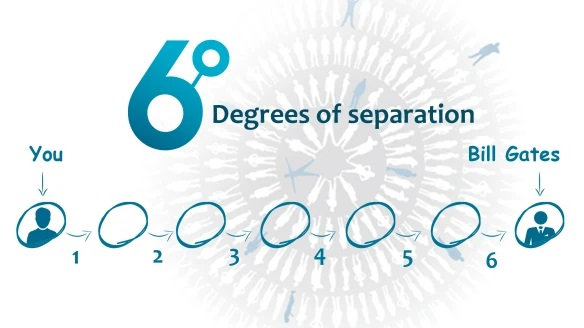 6°
Degrees of separation
You
Bill Gates
1 2 3 4 5 6